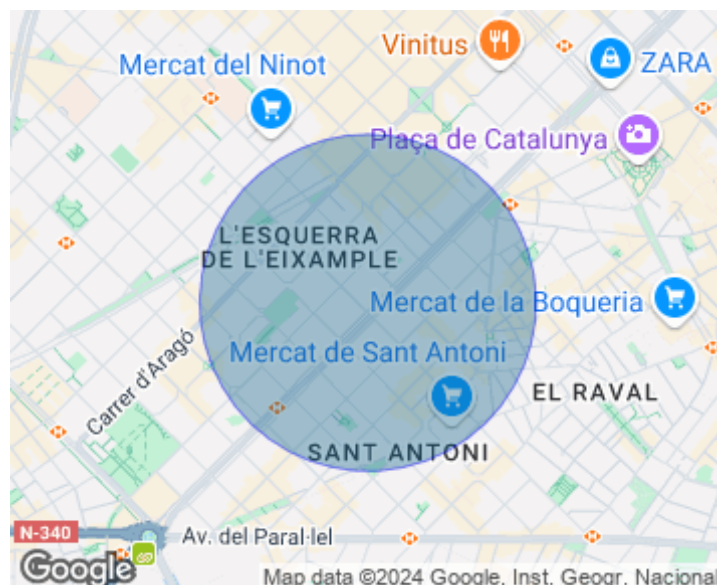 Vinitus
ZARA
Mercat del Ninot
Plaça de Catalunya
L'ESQUERRA
DE L'EIXAMPLE
Mercat de la Boqueria
Carrer d'Aragó
Mercat de Sant Antoni
EL RAVAL
SANT ANTONI
N-340
Av. del Paral·lel
Google
Map data ©2024 Google, Inst. Geogr. Nacional